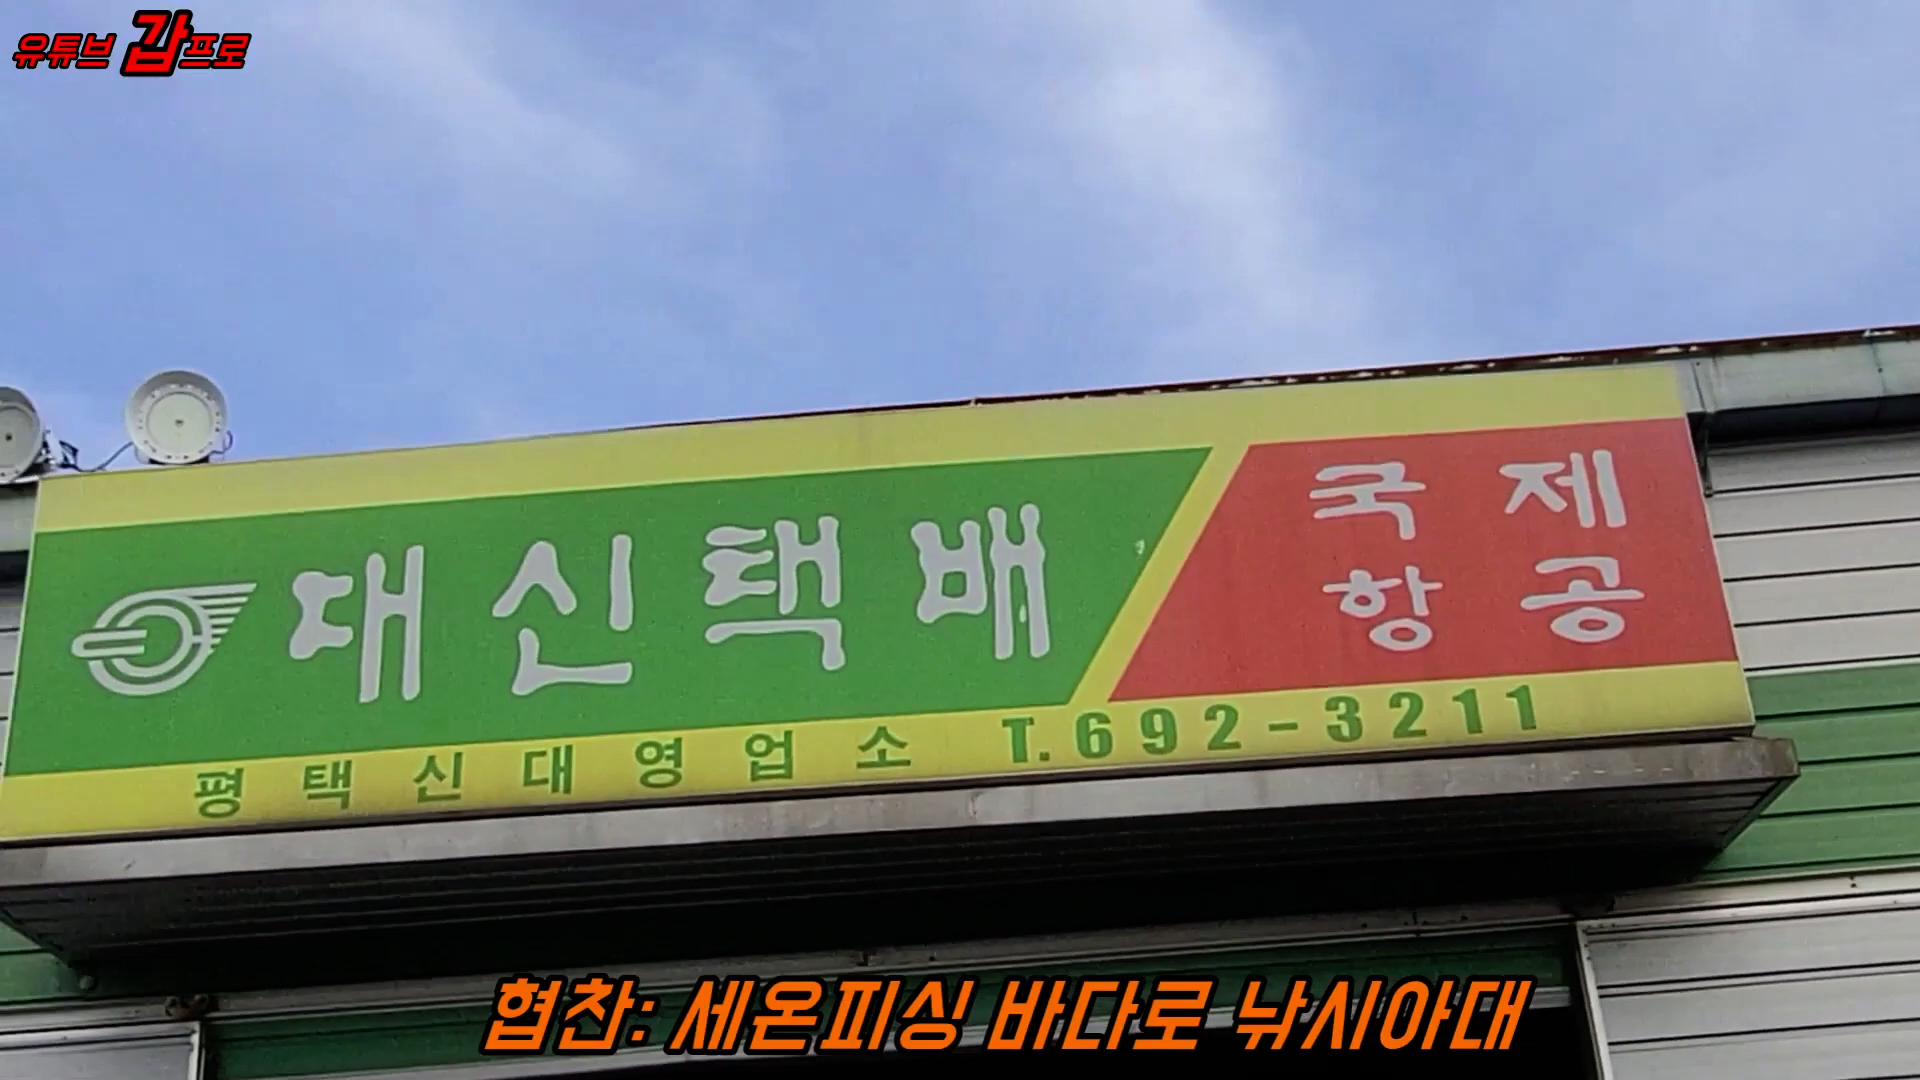 유튜브 갑프로
대신택배
국제
항공
평택신대영업소 T.692-3211
협찬: 세온피싱 바다로 낚시아대